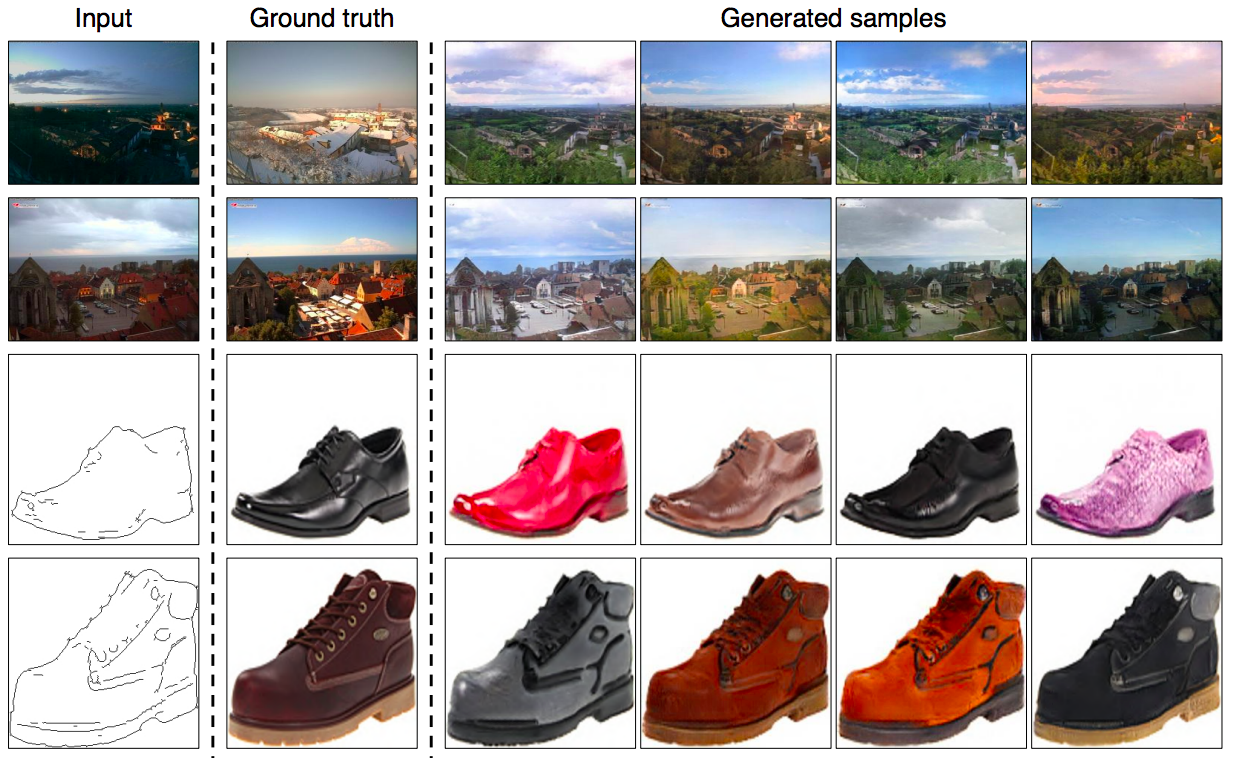 Input
Ground truth
Generated samples